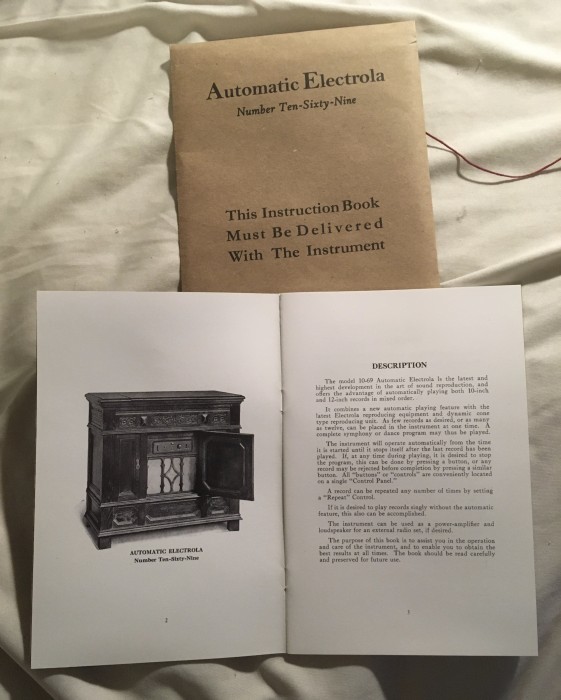 Automatic Electrola
Number Ten-Sixty-Nine
This Instruction Book
Must Be Delivered
With The Instrument
AUTOMATIC ELECTROLA
Number Ten-Sixty-Nine
2
DESCRIPTION
The model 10-69 Automatic Electrola is the latest and
highest development in the art of sound reproduction, and
offers the advantage of automatically playing both 10-inch
and 12-inch records in mixed order.
It combines a new automatic playing feature with the
latest Electrola reproducing equipment and dynamic cone
type reproducing unit. As few records as desired, or as many
as twelve, can be placed in the instrument at one time. A
complete symphony or dance program may thus be played.
The instrument will operate automatically from the time
it is started until it stops itself after the last record has been
played. If, at any time during playing, it is desired to stop
the program, this can be done by pressing a button, or any
record may be rejected before completion by pressing a similar
button. All "buttons" or "controls" are conveniently located
on a single "Control Panel."
A record can be repeated any number of times by setting
a "Repeat" Control.
If it is desired to play records singly without the automatic
feature, this also can be accomplished.
The instrument can be used as a power-amplifier and
loudspeaker for an external radio set, if desired.
The purpose of this book is to assist you in the operation
and care of the instrument, and to enable you to obtain the
best results at all times. The book should be read carefully
and preserved for future use.
3